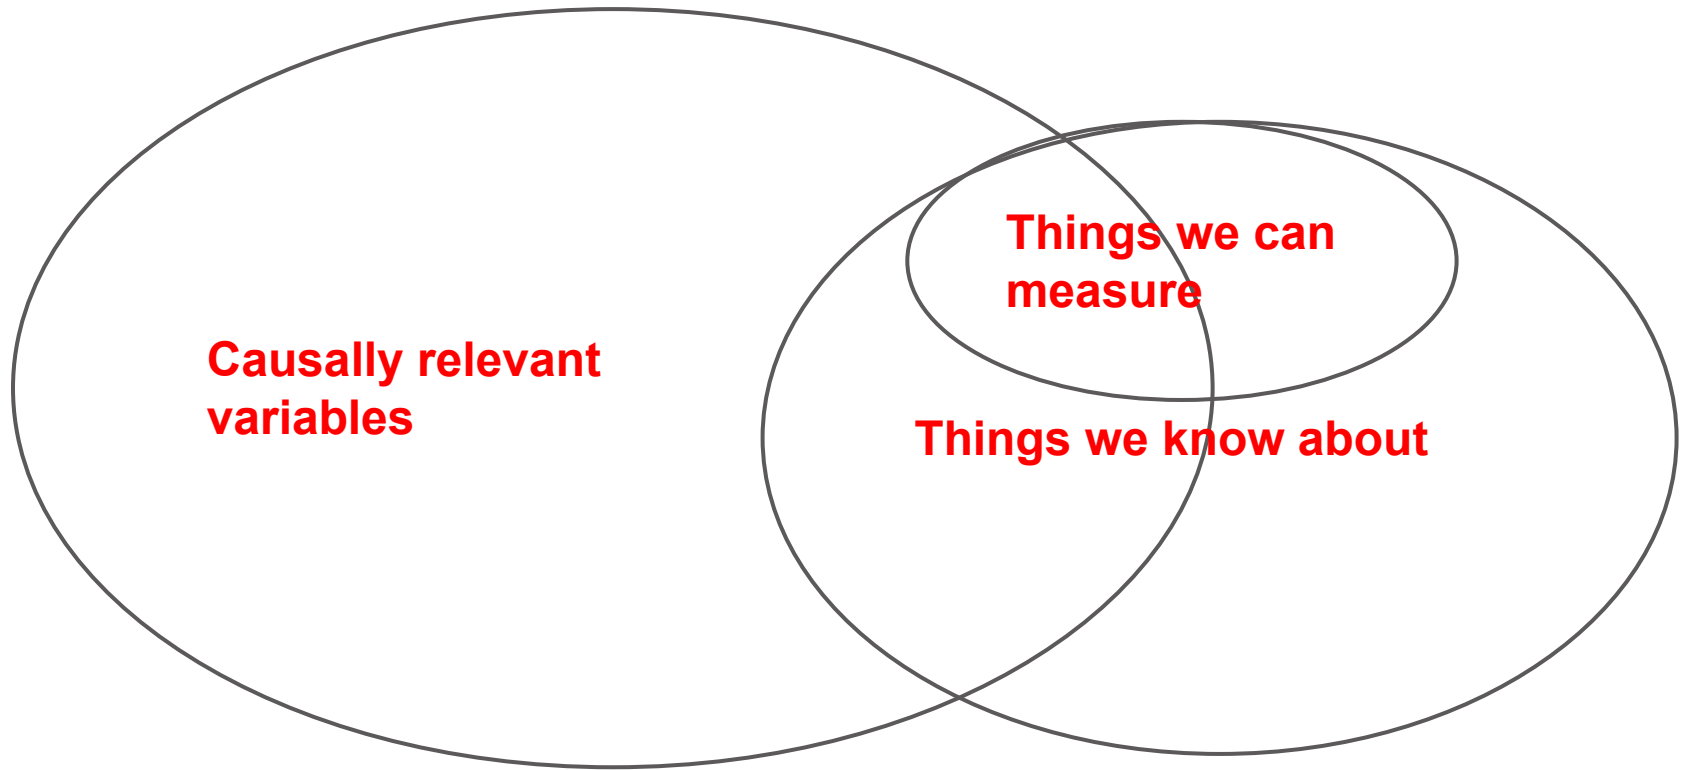 Things we can
measure
Causally relevant
variables
Things we know about